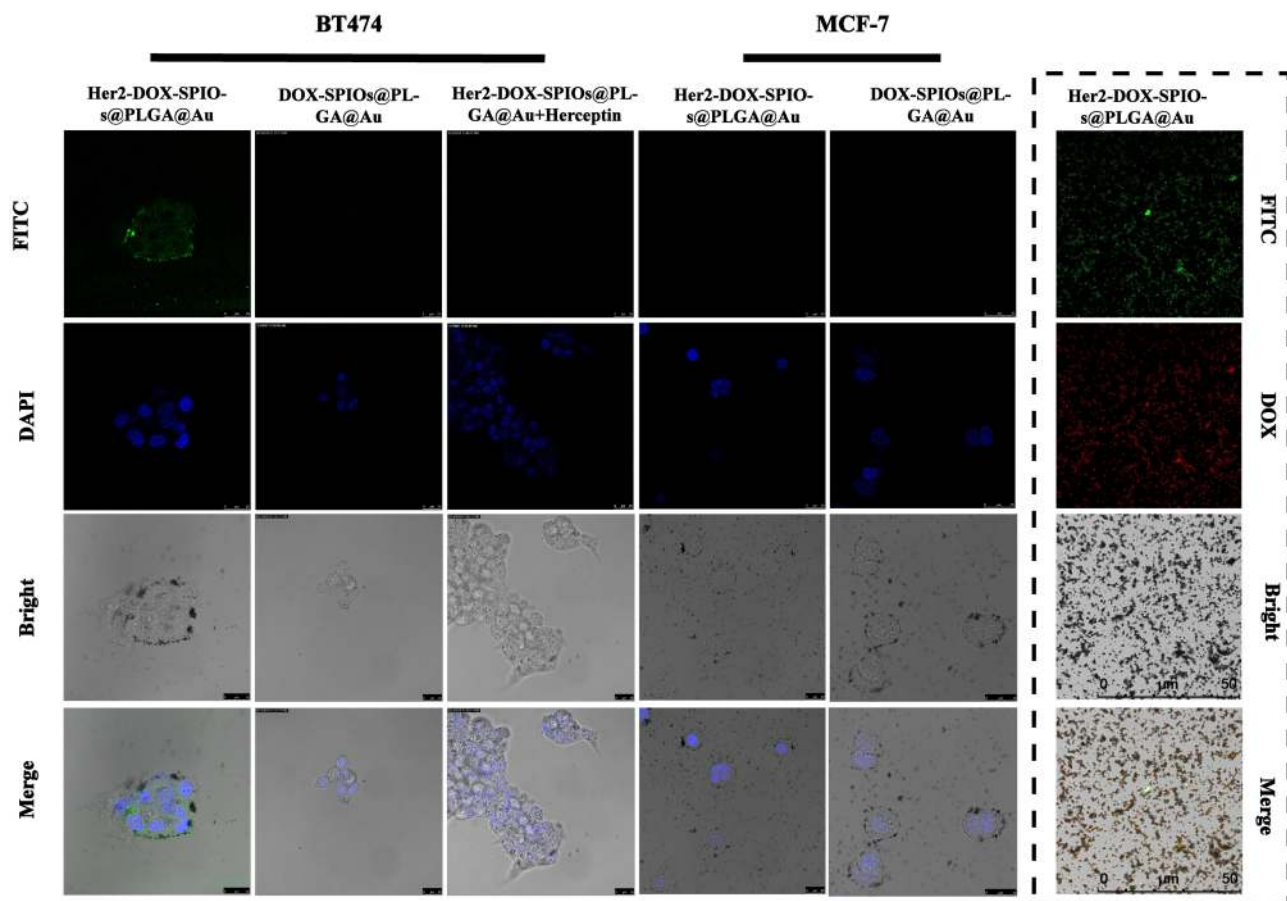 BT474
MCF-7
Her2-DOX-SPIO-
s@PLGA@Au
DOX-SPIOs@PL-
GA@Au
Her2-DOX-SPIOs@PL-
GA@Au+Herceptin
Her2-DOX-SPIO-
s@PLGA@Au
DOX-SPIOs@PL-
GA@Au
Her2-DOX-SPIO-
s@PLGA@Au
FITC
FITC
DAPI
DOX
Bright
Bright
0 μm 50
Merge
Merge
0 μm 50